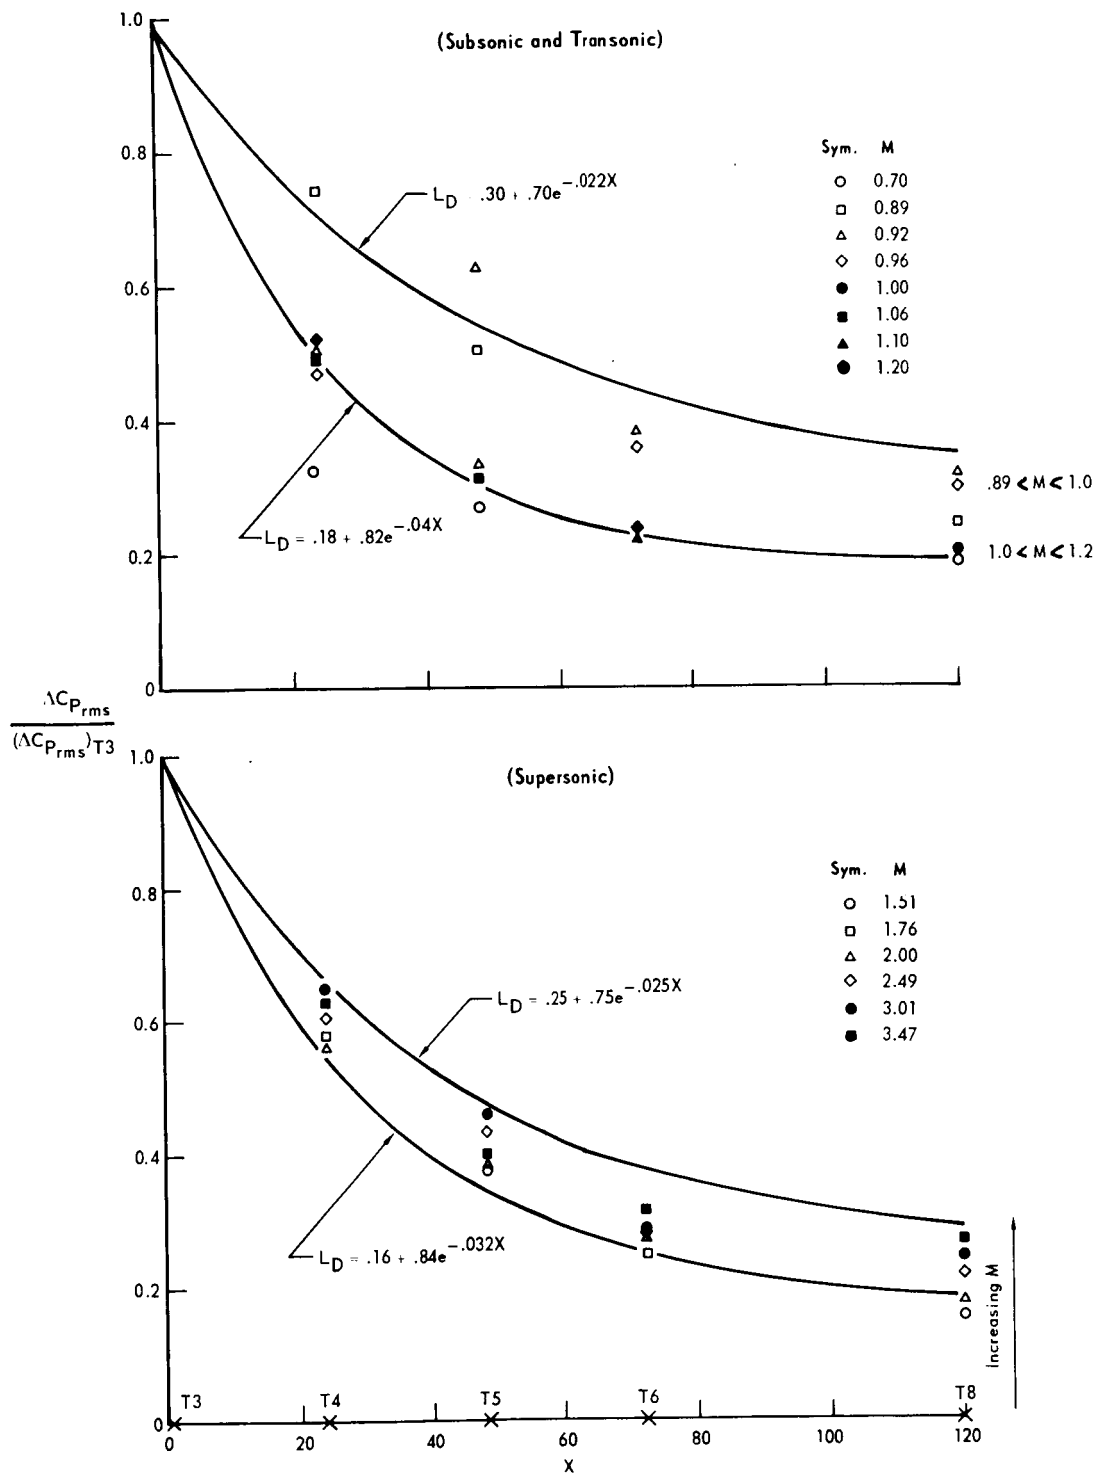 (Subsonic and Transonic)
1.0
0.8
0.6
0.4
0.2
0
L_D .30 + .70e^-.022X
L_D = .18 + .82e^-.04X
Sym. M
○ 0.70
□ 0.89
△ 0.92
◇ 0.96
● 1.00
■ 1.06
▲ 1.10
◆ 1.20
.89 < M < 1.0
1.0 < M < 1.2
ΔC_P_rms
(ΔC_P_rms)_T3
(Supersonic)
1.0
0.8
0.6
0.4
0.2
0
L_D = .25 + .75e^-.025X
L_D = .16 + .84e^-.032X
Sym. M
○ 1.51
□ 1.76
△ 2.00
◇ 2.49
● 3.01
■ 3.47
Increasing M
T3 T4 T5 T6 T8
0 20 40 60 80 100 120
X